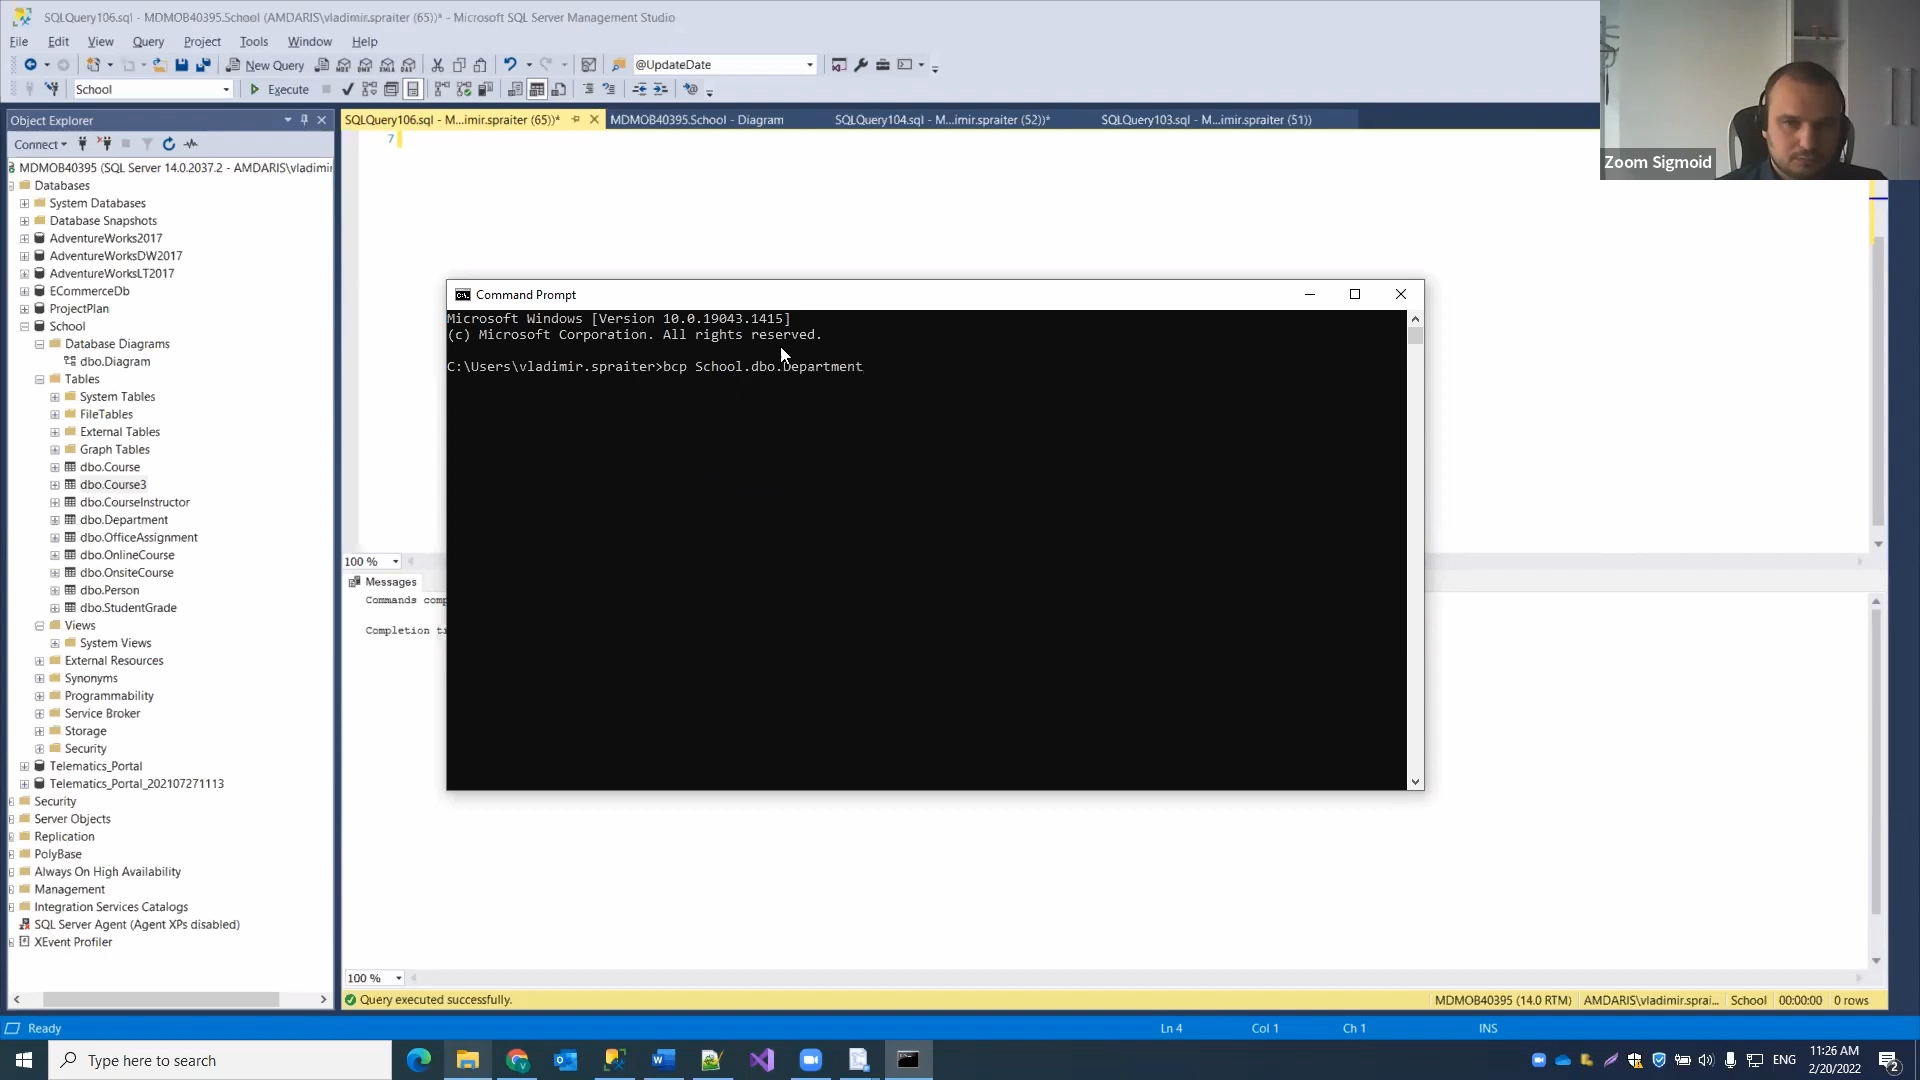 SQLQuery106.sql - MDMOB40395.School (AMDARIS\vladimir.spraiter (65))* - Microsoft SQL Server Management Studio
File Edit View Query Project Tools Window Help
New Query @UpdateDate
School Execute
Object Explorer
Connect
MDMOB40395 (SQL Server 14.0.2037.2 - AMDARIS\vladimi
Databases
System Databases
Database Snapshots
AdventureWorks2017
AdventureWorksDW2017
AdventureWorksLT2017
ECommerceDb
ProjectPlan
School
Database Diagrams
dbo.Diagram
Tables
System Tables
FileTables
External Tables
Graph Tables
dbo.Course
dbo.Course3
dbo.CourseInstructor
dbo.Department
dbo.OfficeAssignment
dbo.OnlineCourse
dbo.OnsiteCourse
dbo.Person
dbo.StudentGrade
Views
System Views
External Resources
Synonyms
Programmability
Service Broker
Storage
Security
Telematics_Portal
Telematics_Portal_202107271113
Security
Server Objects
Replication
PolyBase
Always On High Availability
Management
Integration Services Catalogs
SQL Server Agent (Agent XPs disabled)
XEvent Profiler
SQLQuery106.sql - M...imir.spraiter (65))* MDMOB40395.School - Diagram SQLQuery104.sql - M...imir.spraiter (52))* SQLQuery103.sql - M...imir.spraiter (51))
7
Zoom Sigmoid
Command Prompt
Microsoft Windows [Version 10.0.19043.1415]
(c) Microsoft Corporation. All rights reserved.
C:\Users\vladimir.spraiter>bcp School.dbo.Department
100 %
Messages
Commands comp
Completion ti
100 %
Query executed successfully. MDMOB40395 (14.0 RTM) AMDARIS\vladimir.sprai... School 00:00:00 0 rows
Ready Ln 4 Col 1 Ch 1 INS
Type here to search
ENG
11:26 AM
2/20/2022
2